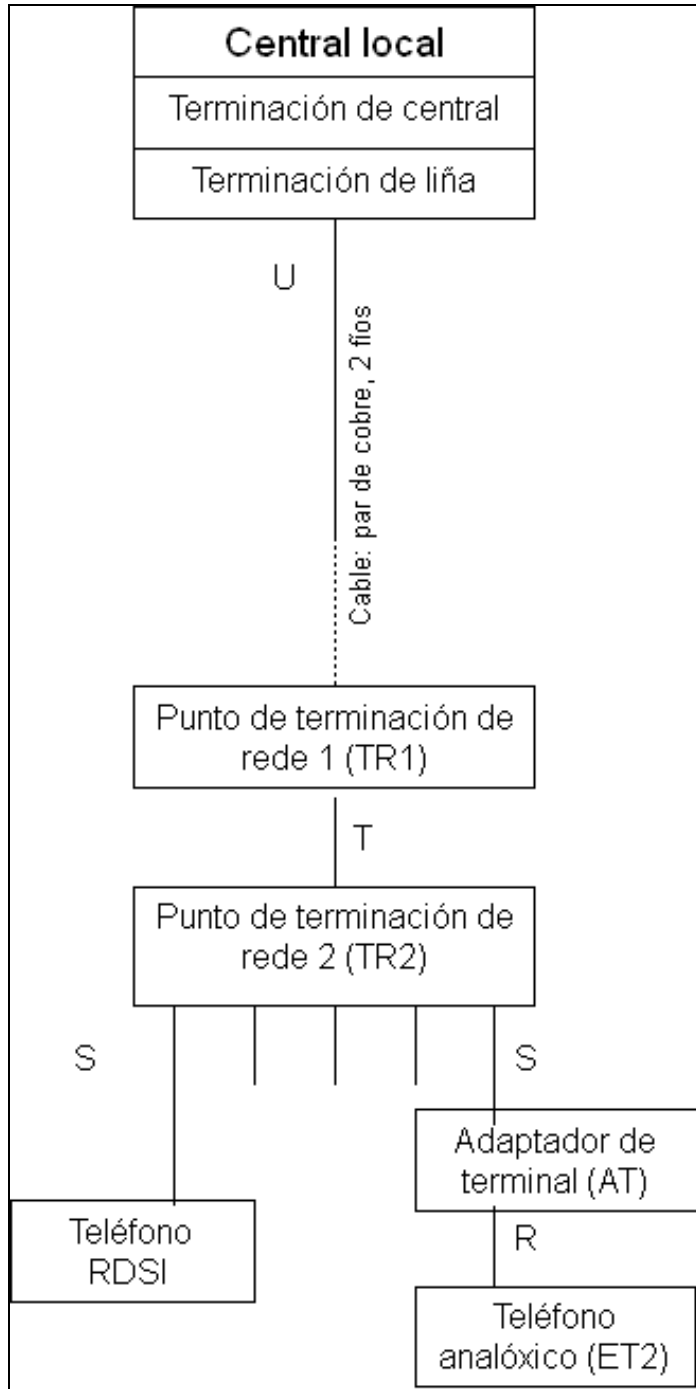 Central local
Terminación de central
Terminación de liña
U
Cable: par de cobre, 2 fíos
Punto de terminación de
rede 1 (TR1)
T
Punto de terminación de
rede 2 (TR2)
S
S
Adaptador de
terminal (AT)
Teléfono
RDSI
R
Teléfono
analóxico (ET2)